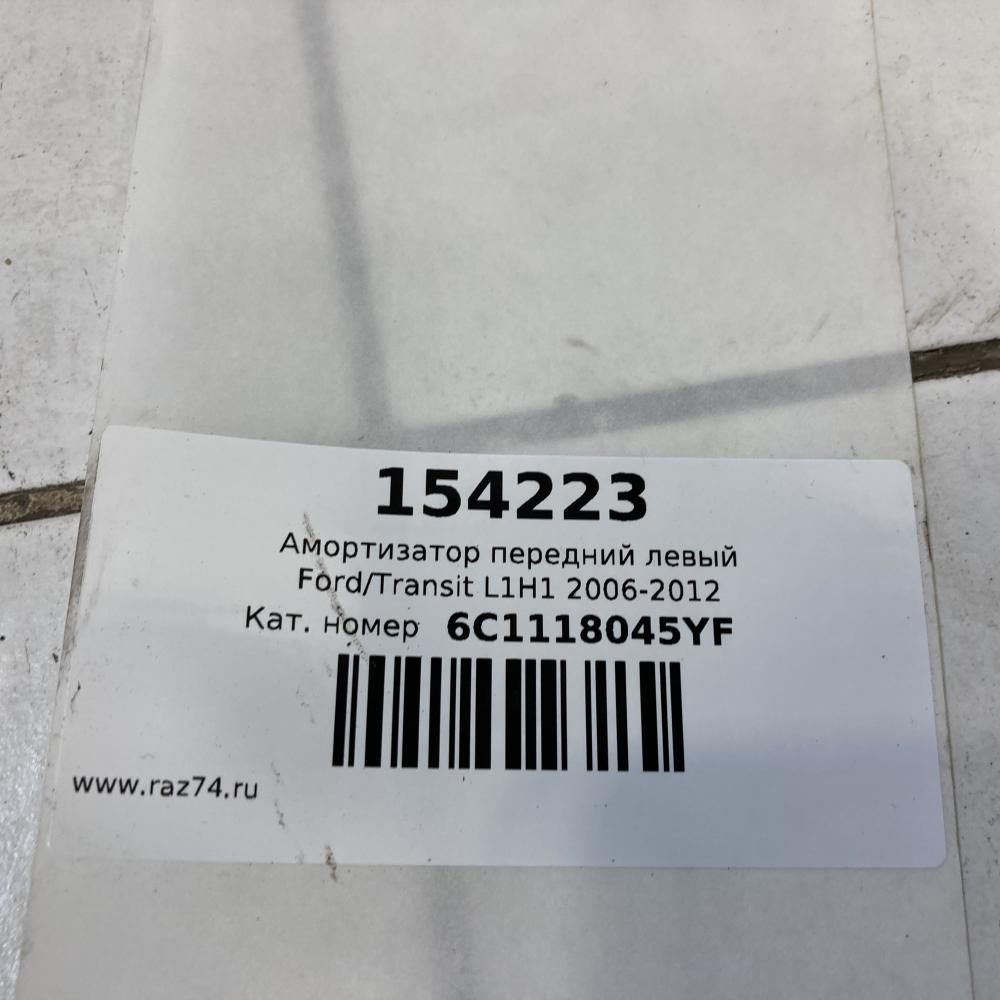 154223
Амортизатор передний левый
Ford/Transit L1H1 2006-2012
Кат. номер 6C1118045YF
www.raz74.ru